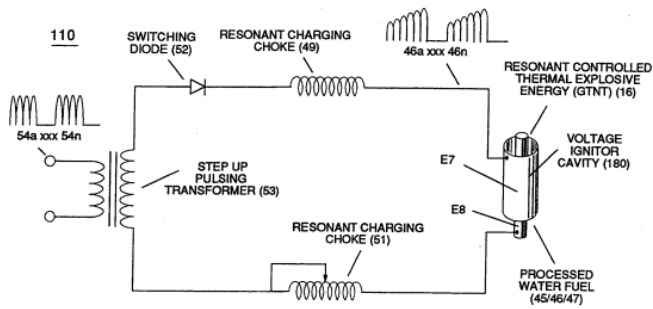 110
SWITCHING
DIODE (52)
RESONANT CHARGING
CHOKE (49)
46a xxx 46n
RESONANT CONTROLLED
THERMAL EXPLOSIVE
ENERGY (GTNT) (16)
54a xxx 54n
VOLTAGE
IGNITOR
CAVITY (180)
E7
STEP UP
PULSING
TRANSFORMER (53)
E8
RESONANT CHARGING
CHOKE (51)
PROCESSED
WATER FUEL
(45/46/47)